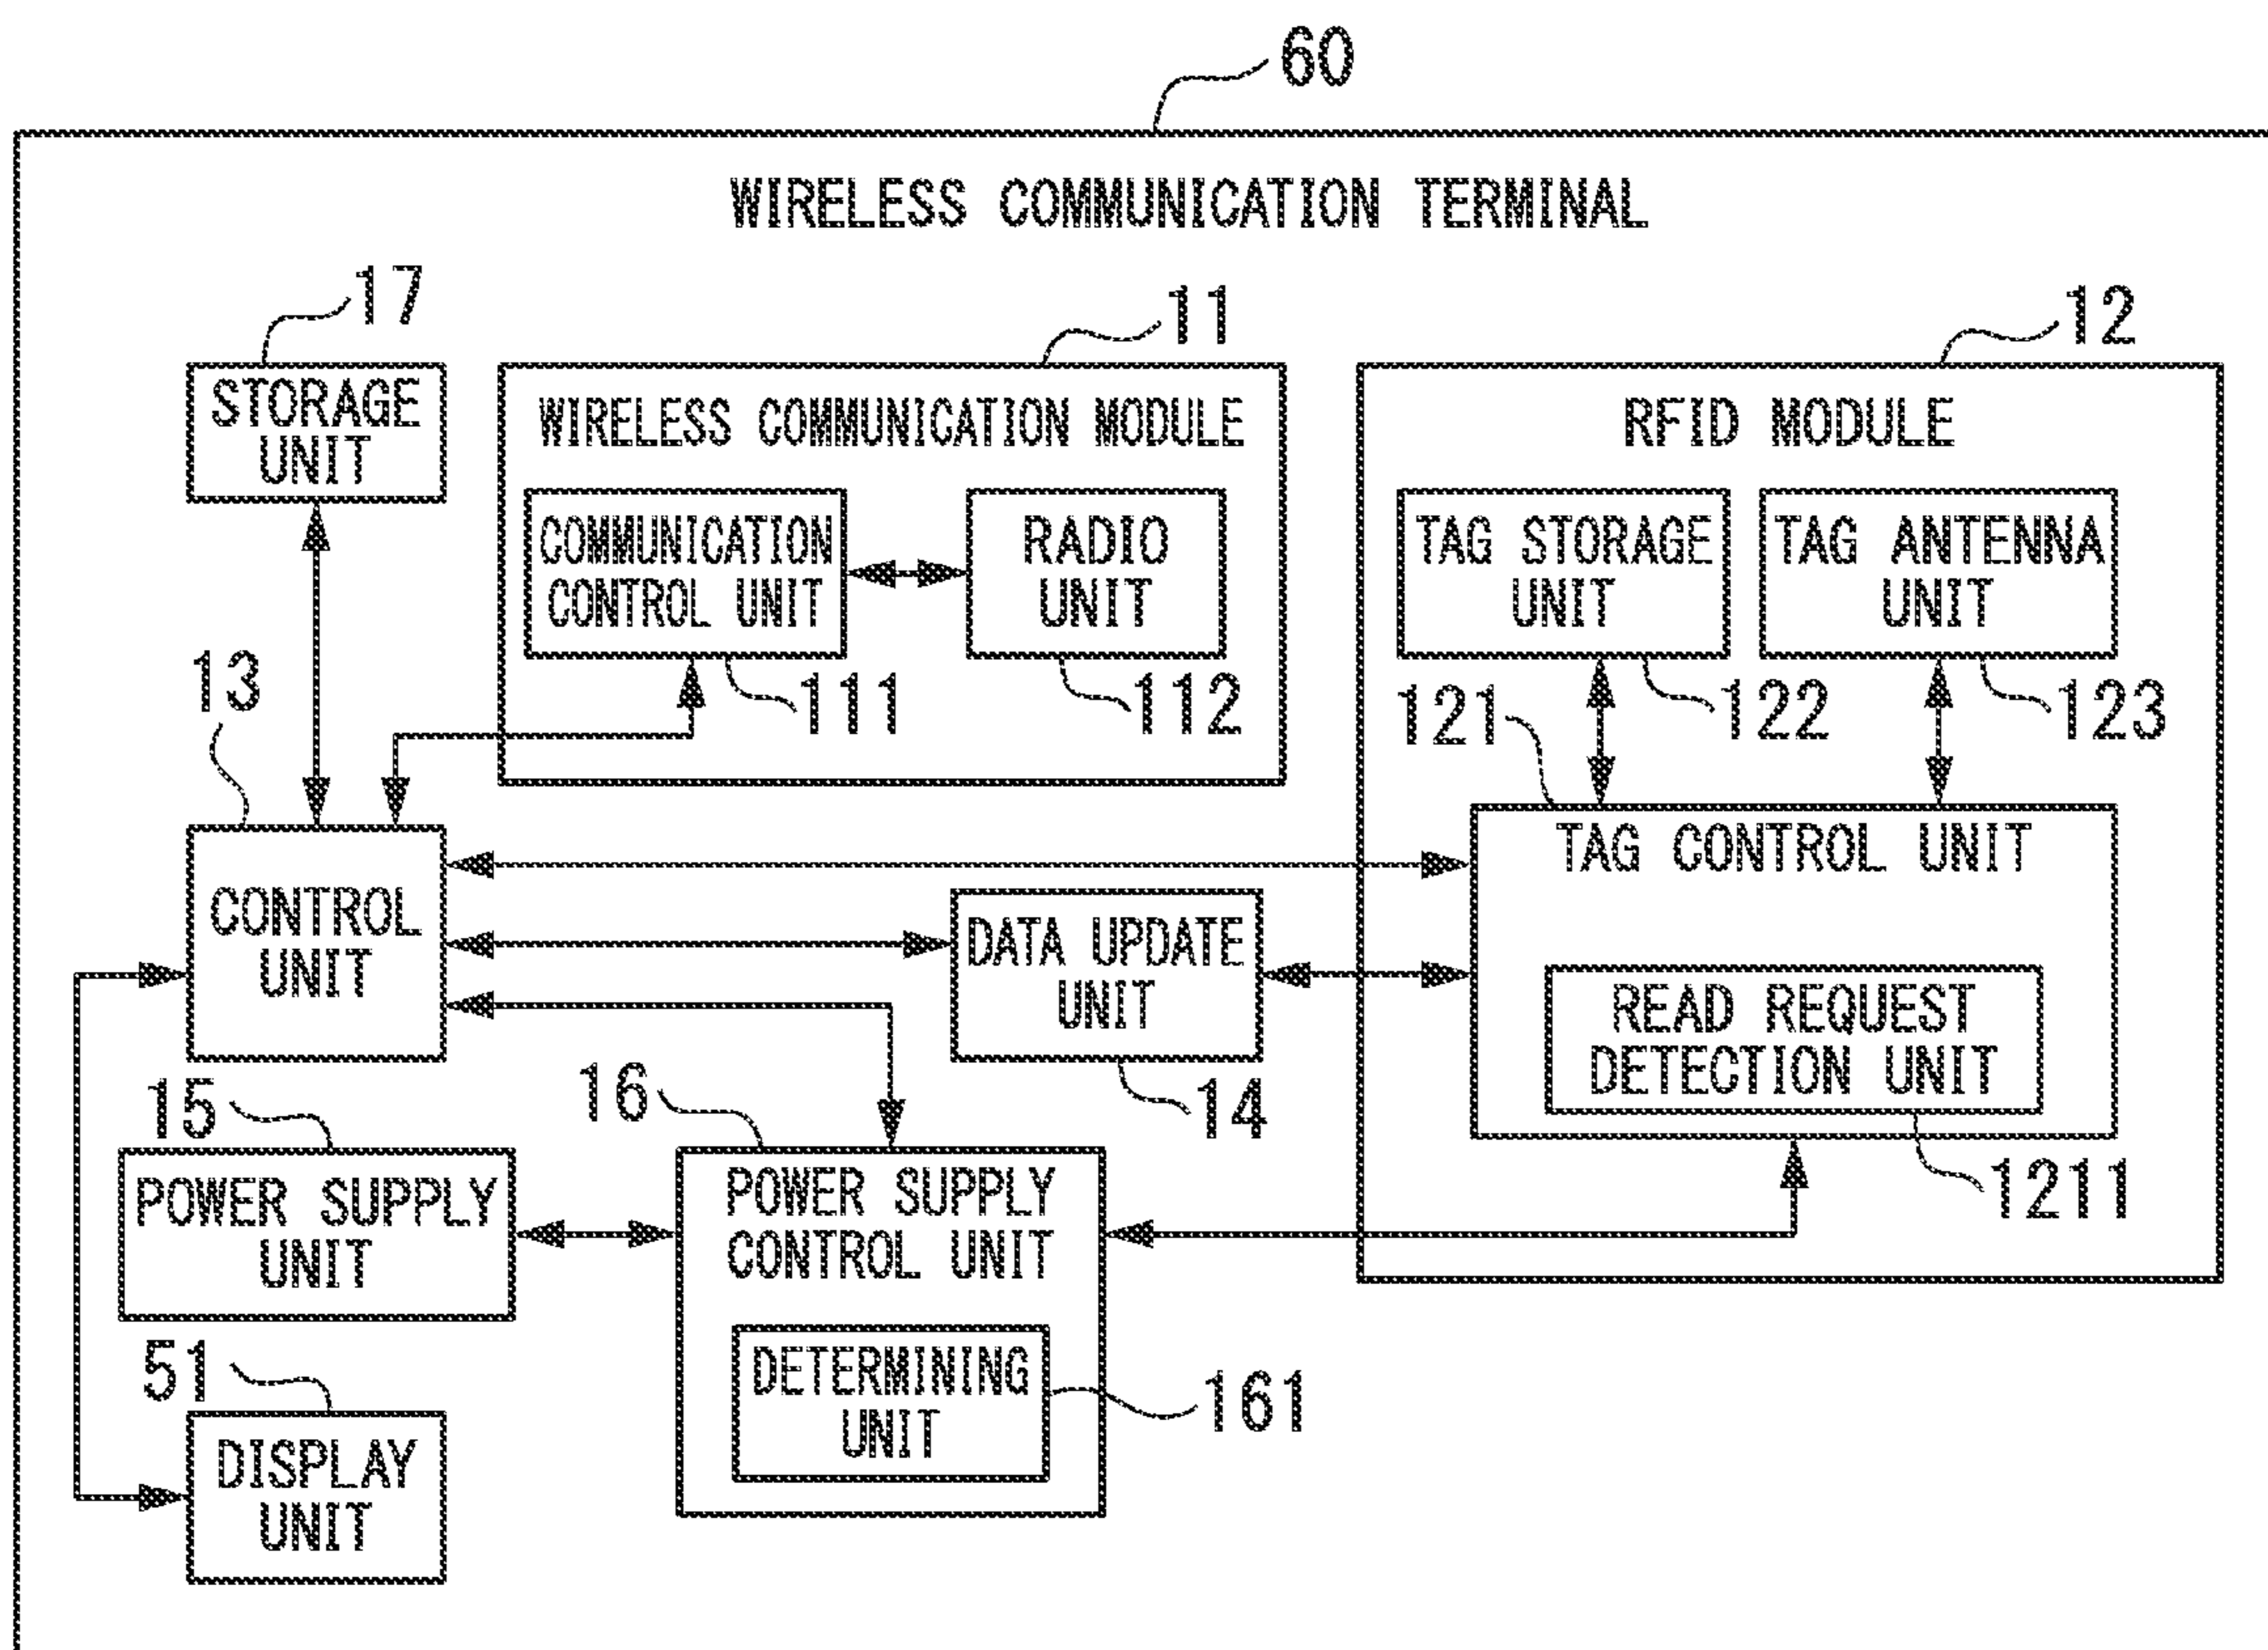 60
WIRELESS COMMUNICATION TERMINAL
17
STORAGE
UNIT
11
WIRELESS COMMUNICATION MODULE
COMMUNICATION
CONTROL UNIT
111
RADIO
UNIT
112
12
RFID MODULE
TAG STORAGE
UNIT
122
TAG ANTENNA
UNIT
123
121
TAG CONTROL UNIT
READ REQUEST
DETECTION UNIT
1211
13
CONTROL
UNIT
DATA UPDATE
UNIT
14
15
POWER SUPPLY
UNIT
16
POWER SUPPLY
CONTROL UNIT
DETERMINING
UNIT
161
51
DISPLAY
UNIT